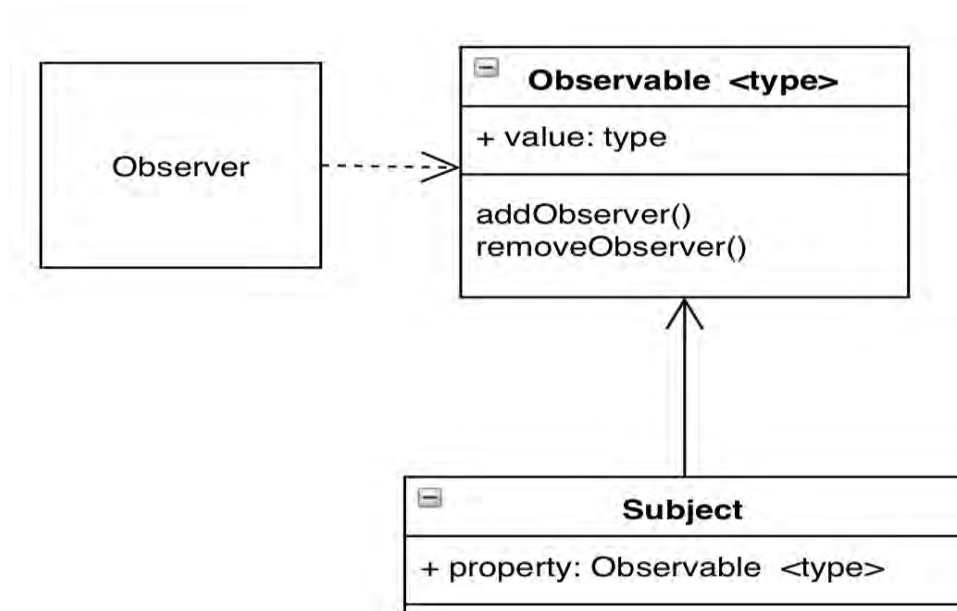 Observer
Observable <type>
+ value: type
addObserver()
removeObserver()
Subject
+ property: Observable <type>